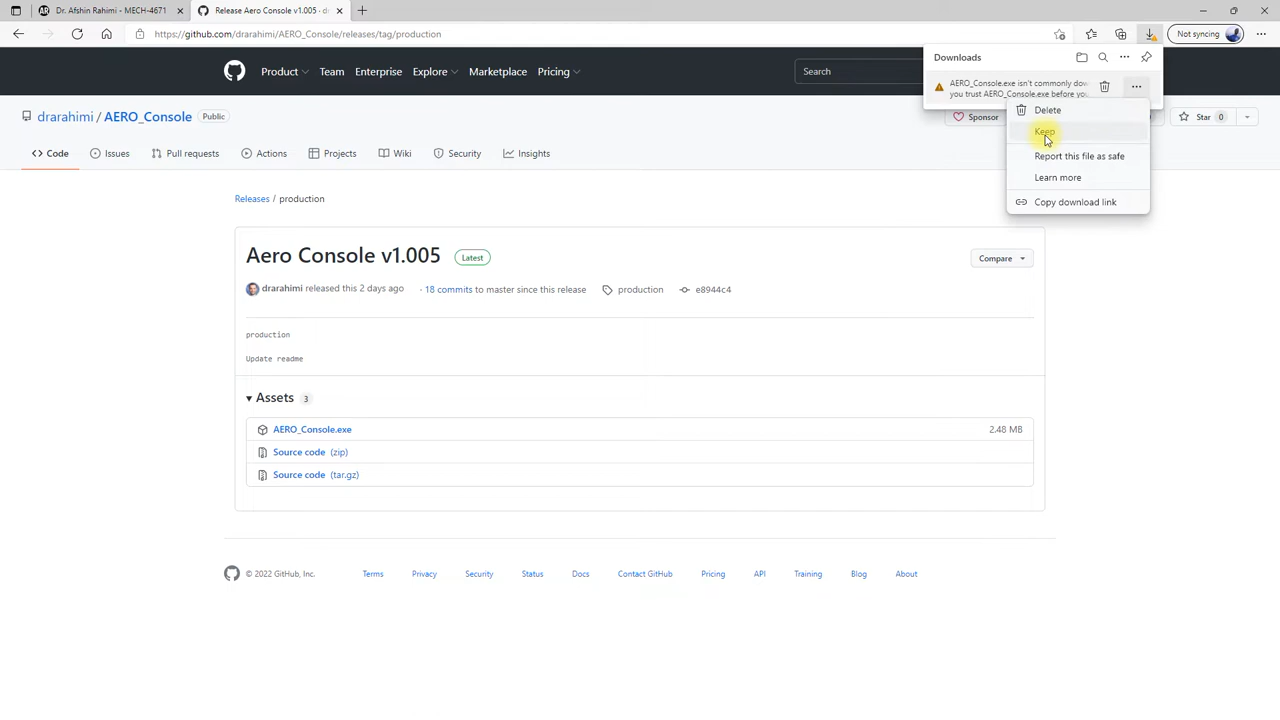 Dr. Afshin Rahimi - MECH-4671
Release Aero Console v1.005 · dr
https://github.com/drarahimi/AERO_Console/releases/tag/production
Not syncing
Product
Team
Enterprise
Explore
Marketplace
Pricing
Search
Downloads
AERO_Console.exe isn't commonly dow
you trust AERO_Console.exe before you
Delete
Keep
Report this file as safe
Learn more
Copy download link
drarahimi / AERO_Console
Public
Sponsor
Star 0
Code
Issues
Pull requests
Actions
Projects
Wiki
Security
Insights
Releases / production
Aero Console v1.005
Latest
Compare
drarahimi released this 2 days ago
· 18 commits to master since this release
production
e8944c4
production
Update readme
Assets 3
AERO_Console.exe
2.48 MB
Source code (zip)
Source code (tar.gz)
© 2022 GitHub, Inc.
Terms
Privacy
Security
Status
Docs
Contact GitHub
Pricing
API
Training
Blog
About